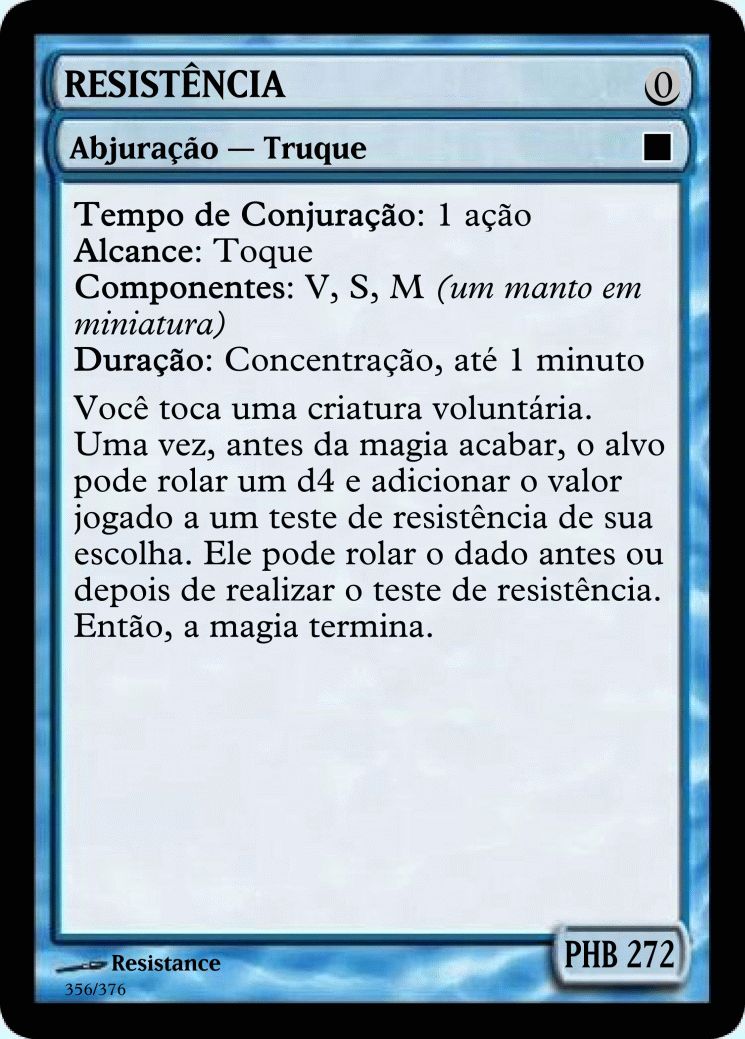 RESISTÊNCIA
0
Abjuração — Truque
Tempo de Conjuração: 1 ação
Alcance: Toque
Componentes: V, S, M (um manto em
miniatura)
Duração: Concentração, até 1 minuto
Você toca uma criatura voluntária.
Uma vez, antes da magia acabar, o alvo
pode rolar um d4 e adicionar o valor
jogado a um teste de resistência de sua
escolha. Ele pode rolar o dado antes ou
depois de realizar o teste de resistência.
Então, a magia termina.
PHB 272
Resistance
356/376